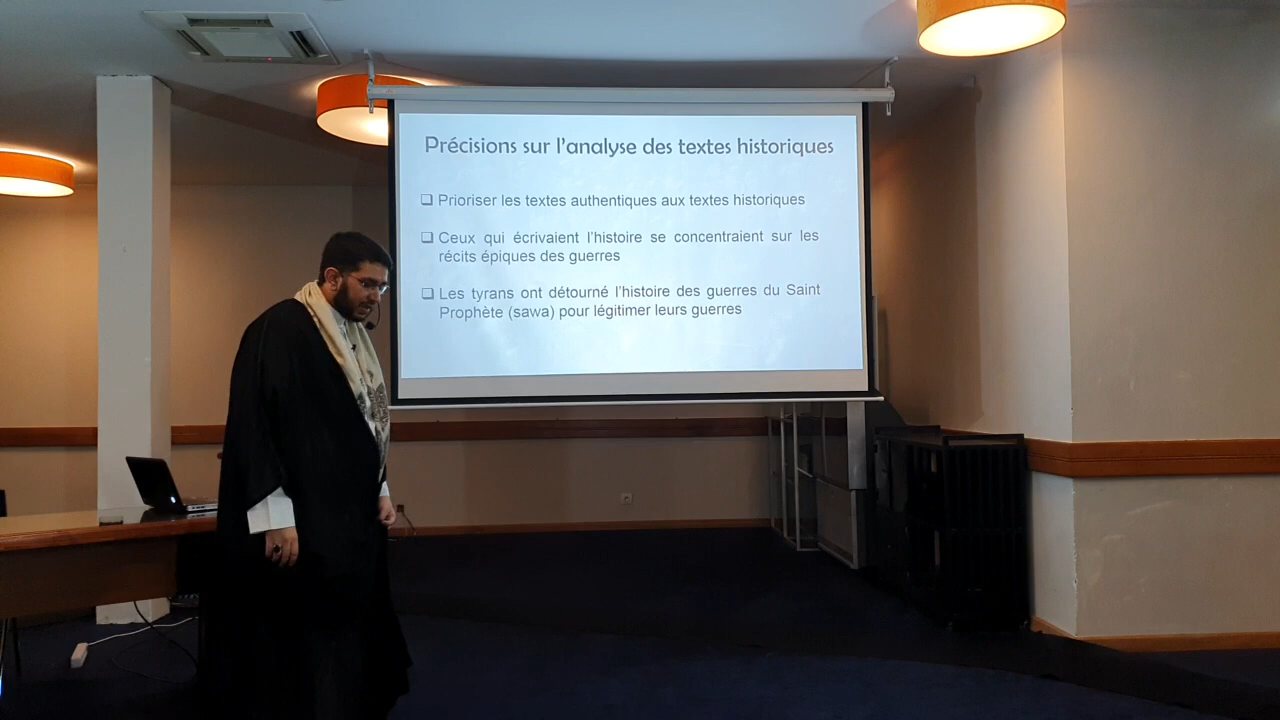 Précisions sur l'analyse des textes historiques
❑ Prioriser les textes authentiques aux textes historiques
❑ Ceux qui écrivaient l'histoire se concentraient sur les
récits épiques des guerres
❑ Les tyrans ont détourné l'histoire des guerres du Saint
Prophète (sawa) pour légitimer leurs guerres